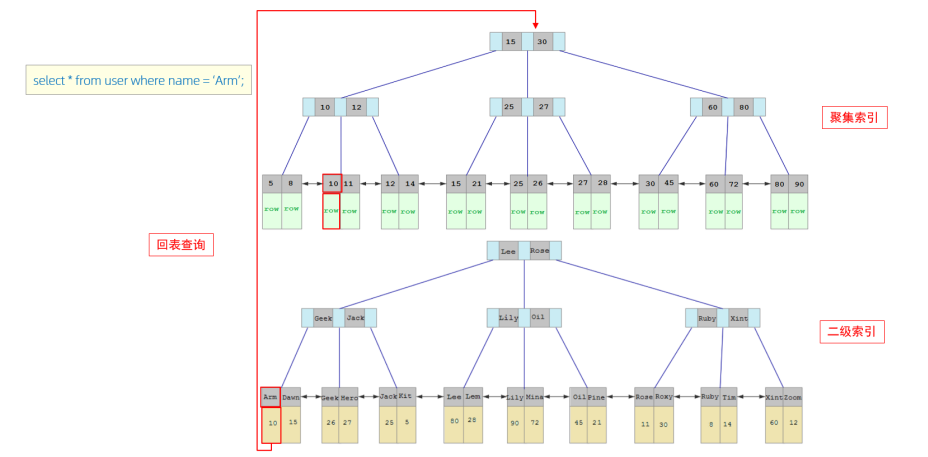 15 30
select * from user where name = 'Arm';
10 12
25 27
60 80
聚集索引
5 8 10 11 12 14 15 21 25 26 27 28 30 45 60 72 80 90
row row row row row row row row row row row row row row row row row row
回表查询
Lee Rose
Geek Jack
Lily Oil
Ruby Xint
二级索引
Arm Dawn Geek Hero Jack Kit Lee Lem Lily Mina Oil Pine Rose Roxy Ruby Tim Xint Zoom
10 15 26 27 25 5 80 28 90 72 45 21 11 30 8 14 60 12